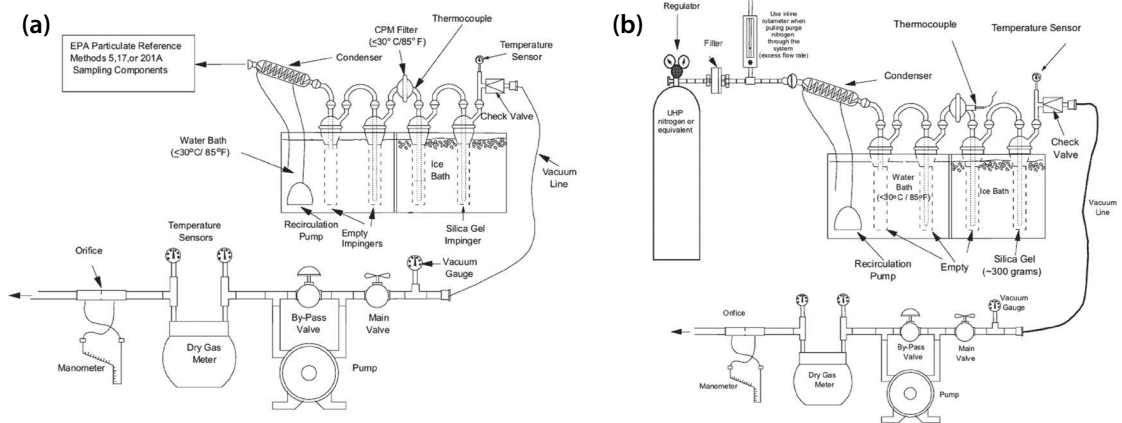 (a)
EPA Particulate Reference
Methods 5,17,or 201A
Sampling Components
Condenser
CPM Filter
(≤30° C/85° F)
Thermocouple
Temperature
Sensor
Check Valve
Water Bath
(≤30°C/ 85°F)
Ice
Bath
Vacuum
Line
Recirculation
Pump
Empty
Impingers
Silica Gel
Impinger
Temperature
Sensors
Orifice
Vacuum
Gauge
By-Pass
Valve
Main
Valve
Dry Gas
Meter
Manometer
Pump
(b)
Regulator
Filter
Use inline
rotameter when
pulling purge
nitrogen
through the
system
(excess flow rate)
Thermocouple
Temperature Sensor
Condenser
UHP
nitrogen or
equivalent
Check
Valve
Water
Bath
(<30°C / 85°F)
Ice Bath
Vacuum
Line
Recirculation
Pump
Empty
Silica Gel
(~300 grams)
Vacuum
Gauge
Orifice
By-Pass
Valve
Main
Valve
Manometer
Dry Gas
Meter
Pump